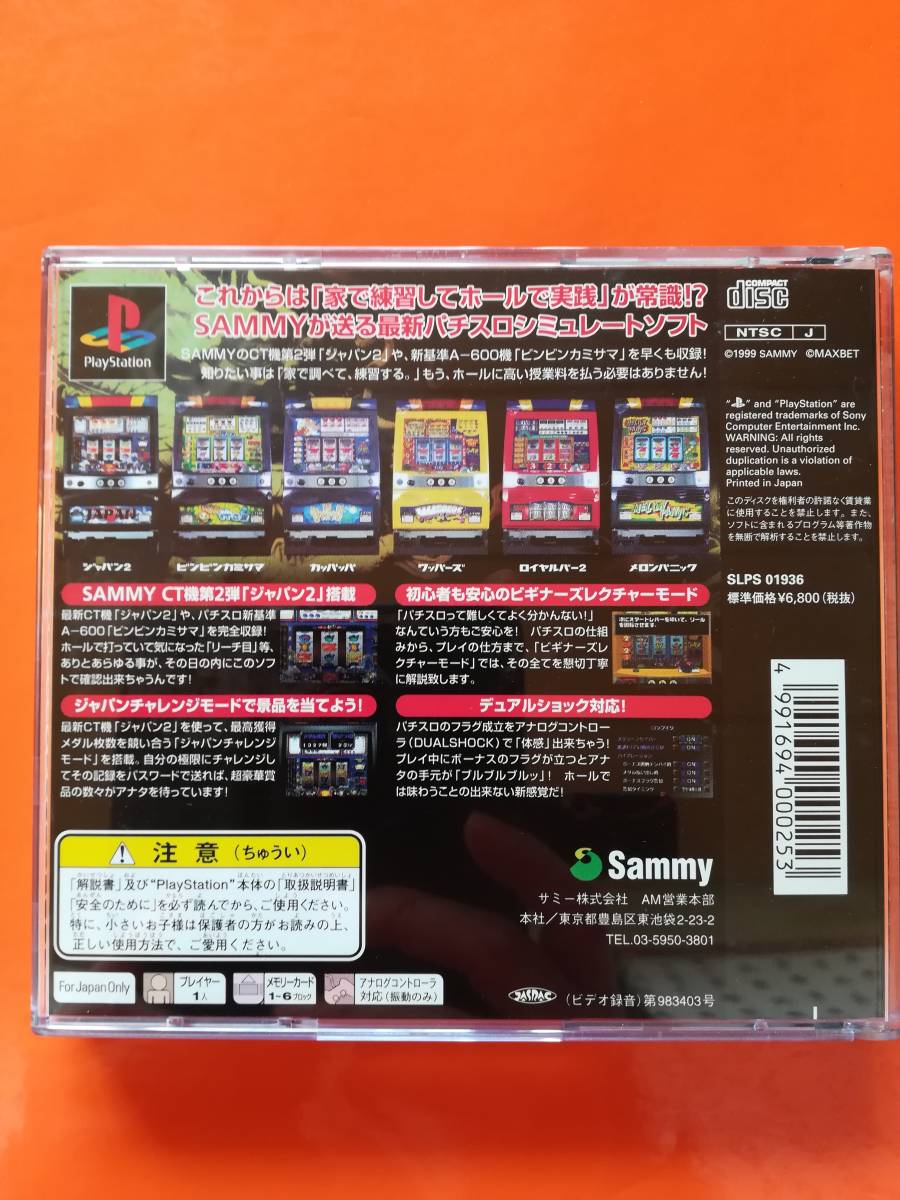 PlayStation
これからは「家で練習してホールで実践」が常識!?
SAMMYが送る最新パチスロシミュレートソフト
SAMMYのCT機第2弾「ジャパン2」や、新基準A-600機「ビンビンカミサマ」を早くも収録!
知りたい事は「家で調べて、練習する。」もう、ホールに高い授業料を払う必要はありません!
COMPACT
disc
NTSC J
©1999 SAMMY ©MAXBET
" " and "PlayStation" are
registered trademarks of Sony
Computer Entertainment Inc.
WARNING: All rights
reserved. Unauthorized
duplication is a violation of
applicable laws.
Printed in Japan
このディスクを権利者の許諾なく賃貸業
に使用することを禁止します。また、
ソフトに含まれるプログラム等著作物
を無断で解析することを禁止します。
SLPS 01936
標準価格¥6,800(税抜)
4 991694 000253
ジャパン2
ビンビンカミサマ
カッパッパ
ワッパーズ
ロイヤルバー2
メロンパニック
SAMMY CT機第2弾「ジャパン2」搭載
最新CT機「ジャパン2」や、パチスロ新基準
A-600「ビンビンカミサマ」を完全収録!
ホールで打っていて気になった「リーチ目」等、
ありとあらゆる事が、その日の内にこのソフ
トで確認出来ちゃうんです!
初心者も安心のビギナーズレクチャーモード
「パチスロって難しくてよく分かんない!」
なんていう方もご安心を! パチスロの仕組
みから、プレイの仕方まで、「ビギナーズレ
クチャーモード」では、その全てを懇切丁寧
に解説致します。
次にスタートレバーを叩いて、リール
を回転させます。
ジャパンチャレンジモードで景品を当てよう!
最新CT機「ジャパン2」を使って、最高獲得
メダル枚数を競い合う「ジャパンチャレンジ
モード」を搭載。自分の極限にチャレンジし
てその記録をパスワードで送れば、超豪華賞
品の数々がアナタを待っています!
デュアルショック対応!
パチスロのフラグ成立をアナログコントロー
ラ(DUALSHOCK)で「体感」出来ちゃう!
プレイ中にボーナスのフラグが立つとアナ
タの手元が「ブルブルブルッ」! ホールで
は味わうことの出来ない新感覚だ!
注意(ちゅうい)
「解説書」及び"PlayStation"本体の「取扱説明書」
「安全のために」を必ず読んでから、ご使用ください。
特に、小さいお子様は保護者の方がお読みの上、
正しい使用方法で、ご愛用ください。
Sammy
サミー株式会社 AM営業本部
本社/東京都豊島区東池袋2-23-2
TEL.03-5950-3801
For Japan Only
プレイヤー
1人
メモリーカード
1~6ブロック
アナログコントローラ
対応(振動のみ)
JASRAC
(ビデオ録音)第983403号